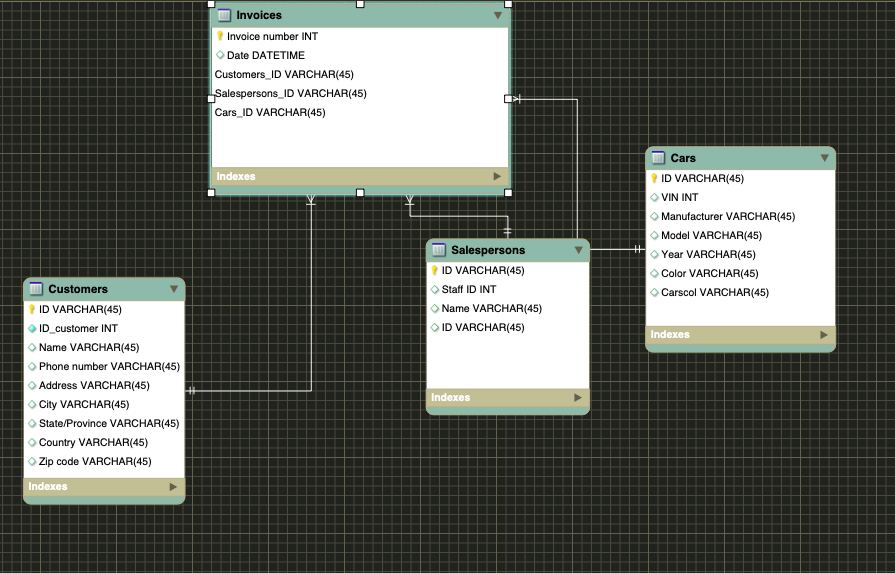 Invoices
Invoice number INT
Date DATETIME
Customers_ID VARCHAR(45)
Salespersons_ID VARCHAR(45)
Cars_ID VARCHAR(45)
Indexes
Cars
ID VARCHAR(45)
VIN INT
Manufacturer VARCHAR(45)
Model VARCHAR(45)
Year VARCHAR(45)
Color VARCHAR(45)
Carscol VARCHAR(45)
Indexes
Salespersons
ID VARCHAR(45)
Staff ID INT
Name VARCHAR(45)
ID VARCHAR(45)
Indexes
Customers
ID VARCHAR(45)
ID_customer INT
Name VARCHAR(45)
Phone number VARCHAR(45)
Address VARCHAR(45)
City VARCHAR(45)
State/Province VARCHAR(45)
Country VARCHAR(45)
Zip code VARCHAR(45)
Indexes